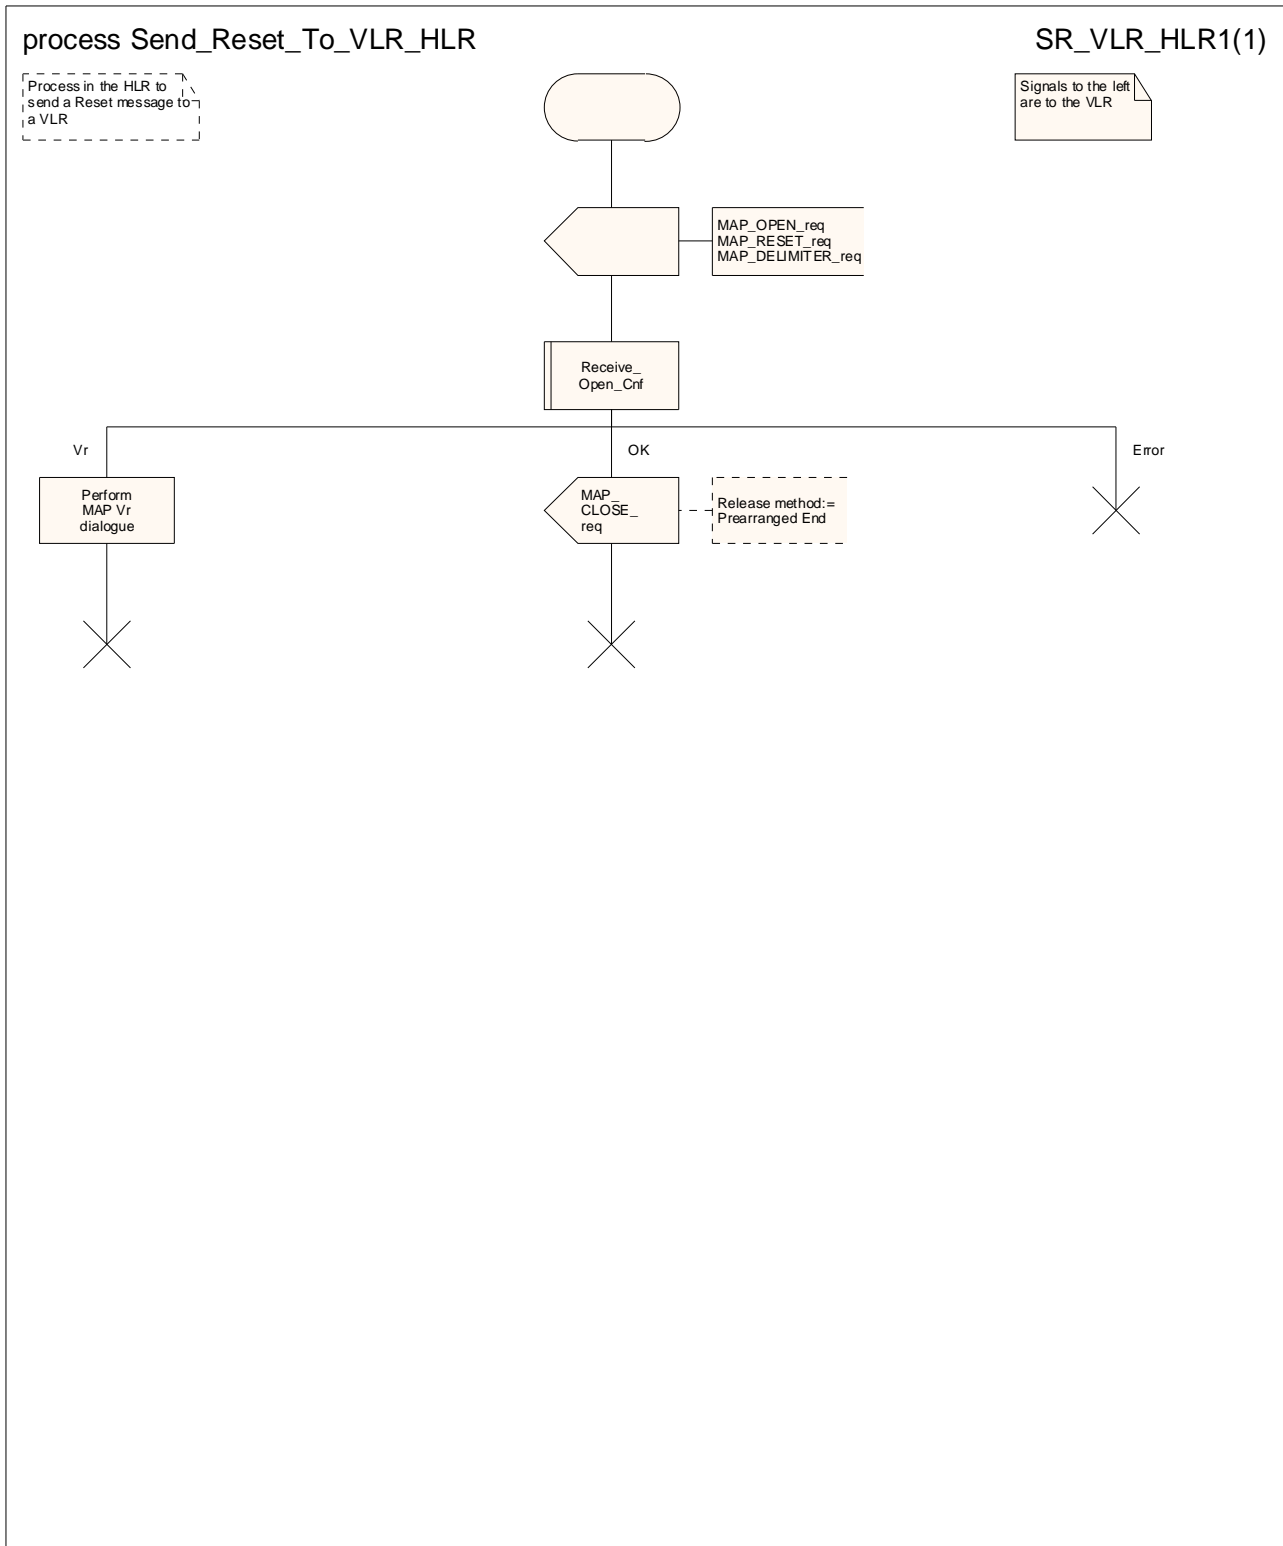 process Send_Reset_To_VLR_HLR
SR_VLR_HLR1(1)
Process in the HLR to
send a Reset message to
a VLR
Signals to the left
are to the VLR
MAP_OPEN_req
MAP_RESET_req
MAP_DELIMITER_req
Receive_
Open_Cnf
Vr
OK
Error
Perform
MAP Vr
dialogue
MAP_
CLOSE_
req
Release method:=
Prearranged End